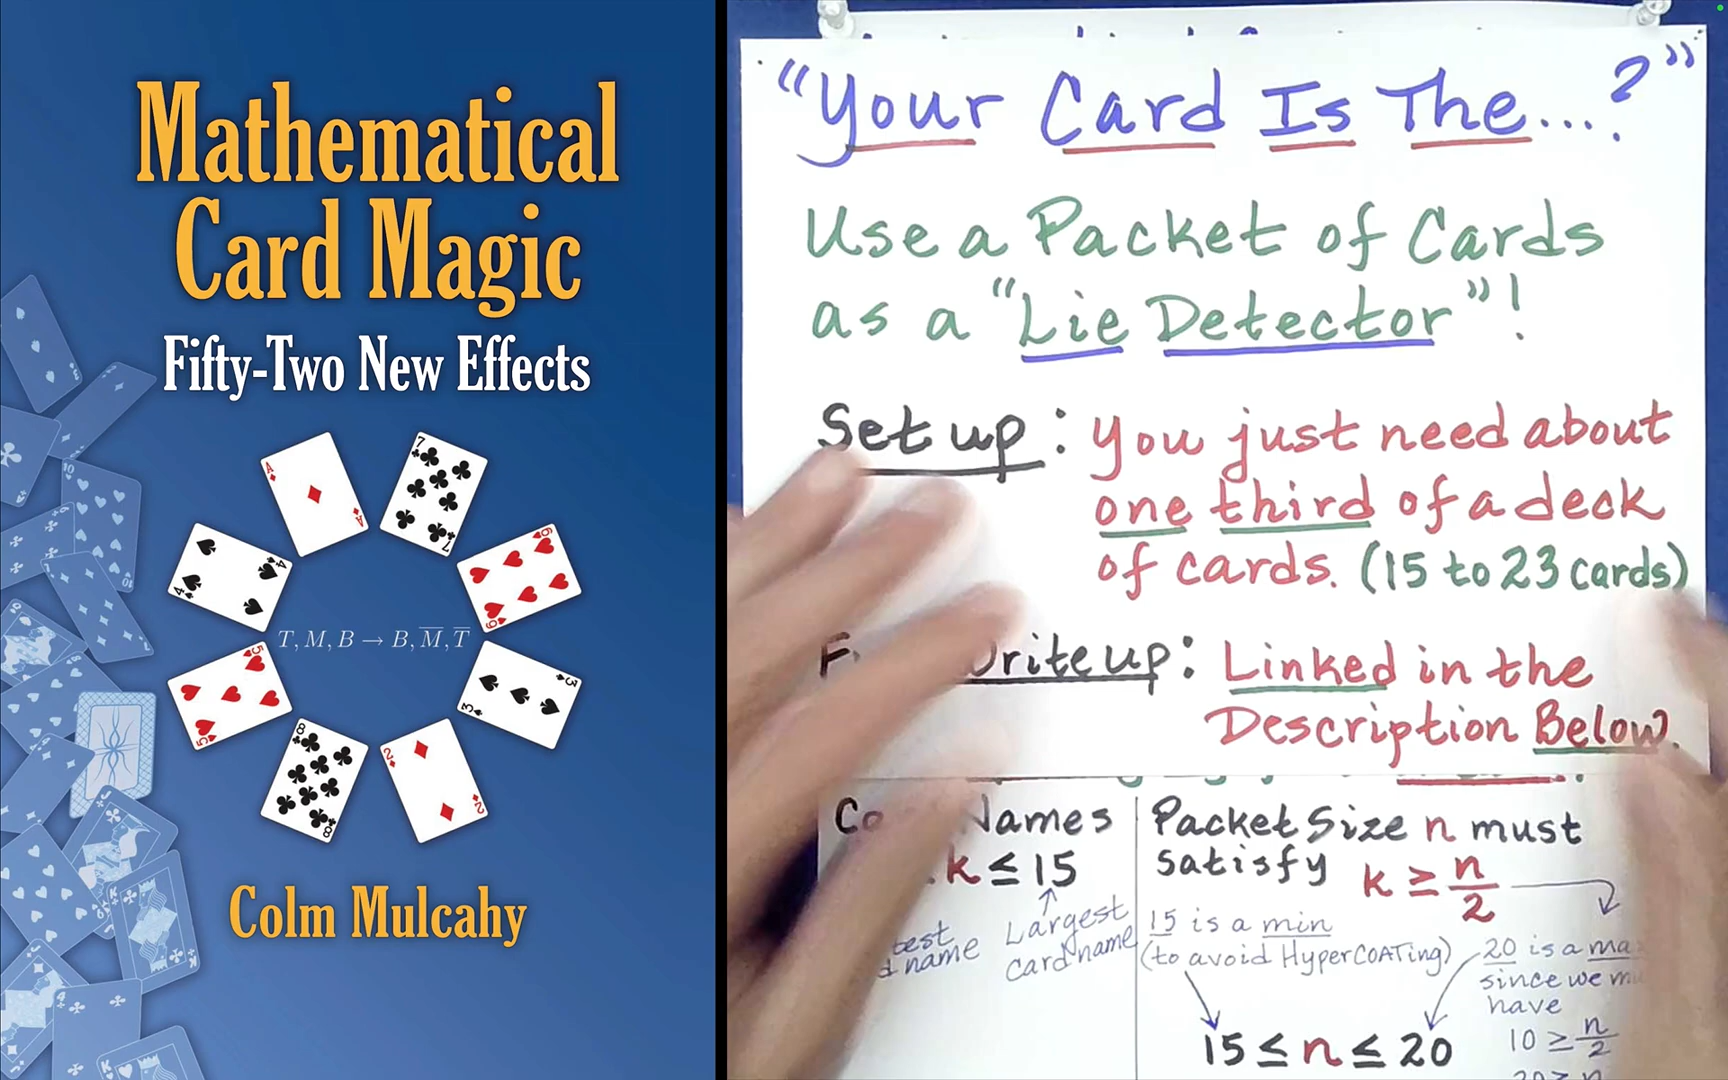 Mathematical
Card Magic
Fifty-Two New Effects
T, M, B → B, M̅, T̅
Colm Mulcahy
"Your Card Is The...?"
Use a Packet of Cards
as a "Lie Detector"!
Set up: You just need about
one third of a deck
of cards. (15 to 23 cards)
Write up: Linked in the
Description Below.
Names
k ≤ 15
Largest
card name
name
Packet Size n must
satisfy k ≥ n/2
15 is a min
(to avoid HyperCOATing)
20 is a
since we
have
10 ≥ n/2
15 ≤ n ≤ 20